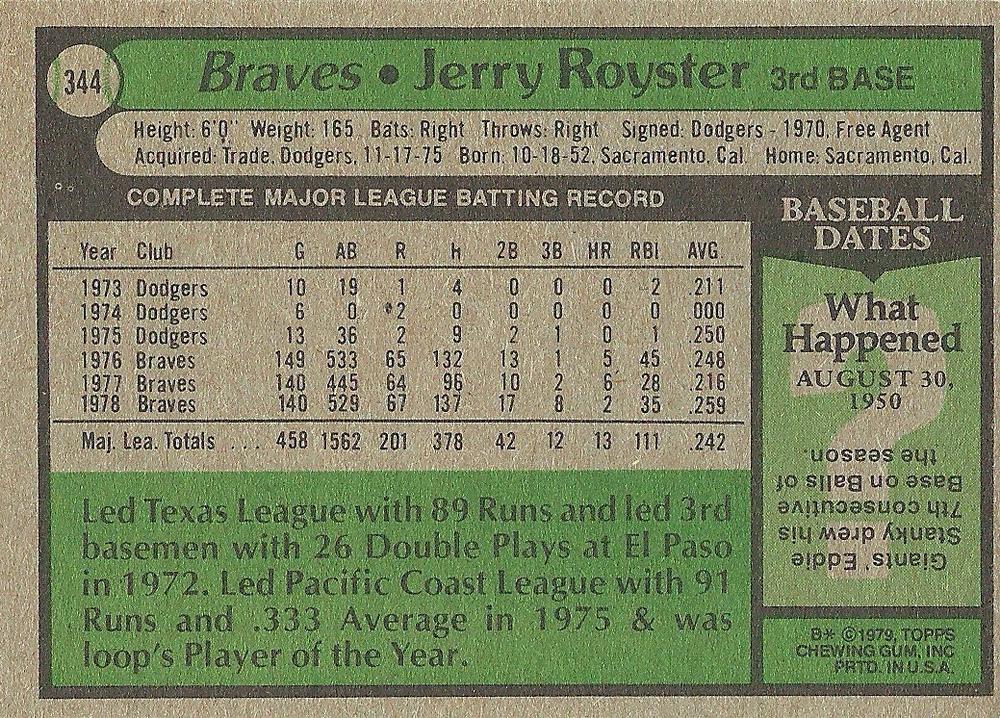 344
Braves • Jerry Royster 3rd BASE
Height: 6'0" Weight: 165 Bats: Right Throws: Right Signed: Dodgers - 1970, Free Agent
Acquired: Trade, Dodgers, 11-17-75 Born: 10-18-52, Sacramento, Cal. Home: Sacramento, Cal.
COMPLETE MAJOR LEAGUE BATTING RECORD
Year Club G AB R H 2B 3B HR RBI AVG.
1973 Dodgers 10 19 1 4 0 0 0 2 .211
1974 Dodgers 6 0 2 0 0 0 0 0 .000
1975 Dodgers 13 36 2 9 2 1 0 1 .250
1976 Braves 149 533 65 132 13 1 5 45 .248
1977 Braves 140 445 64 96 10 2 6 28 .216
1978 Braves 140 529 67 137 17 8 2 35 .259
Maj. Lea. Totals ... 458 1562 201 378 42 12 13 111 .242
Led Texas League with 89 Runs and led 3rd
basemen with 26 Double Plays at El Paso
in 1972. Led Pacific Coast League with 91
Runs and .333 Average in 1975 & was
loop's Player of the Year.
BASEBALL
DATES
What
Happened
AUGUST 30,
1950
?
Giants' Eddie
Stanky drew his
7th consecutive
Base on Balls of
the season.
B* ©1979, TOPPS
CHEWING GUM, INC
PRTD. IN U.S.A.